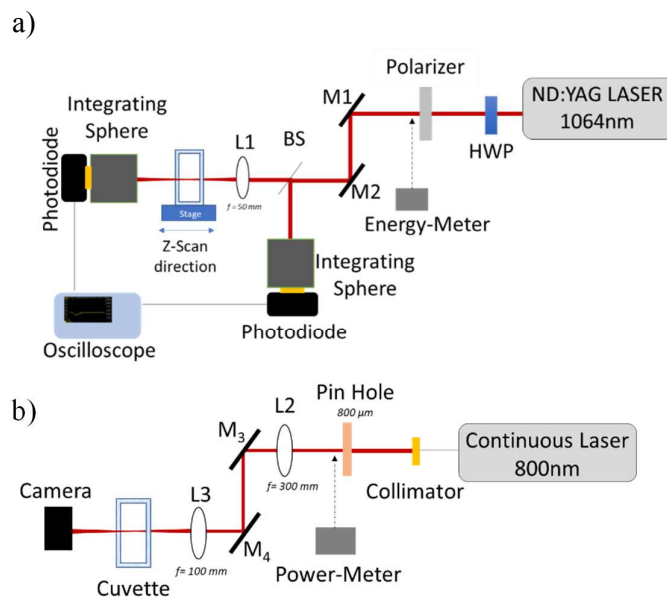 a)
Polarizer
ND:YAG LASER
1064nm
M1
HWP
Integrating
Sphere
L1
BS
M2
Photodiode
Stage
f = 50 mm
Energy-Meter
Z-Scan
direction
Integrating
Sphere
Photodiode
Oscilloscope
b)
Pin Hole
800 µm
L2
M3
Continuous Laser
800nm
Collimator
Camera
L3
f= 300 mm
M4
f= 100 mm
Cuvette
Power-Meter